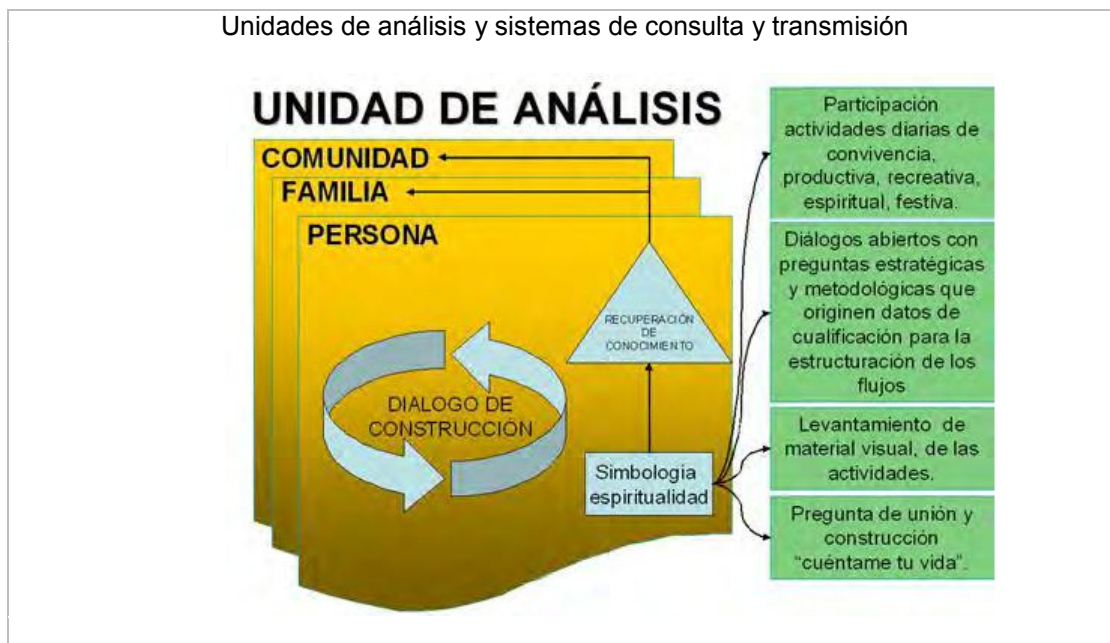 Unidades de análisis y sistemas de consulta y transmisión
UNIDAD DE ANÁLISIS
COMUNIDAD
FAMILIA
PERSONA
RECUPERACIÓN
DE
CONOCIMIENTO
DIALOGO DE
CONSTRUCCIÓN
Simbología
espiritualidad
Participación
actividades diarias de
convivencia,
productiva, recreativa,
espiritual, festiva.
Diálogos abiertos con
preguntas estratégicas
y metodológicas que
originen datos de
cualificación para la
estructuración de los
flujos
Levantamiento de
material visual, de las
actividades.
Pregunta de unión y
construcción
“cuéntame tu vida”.